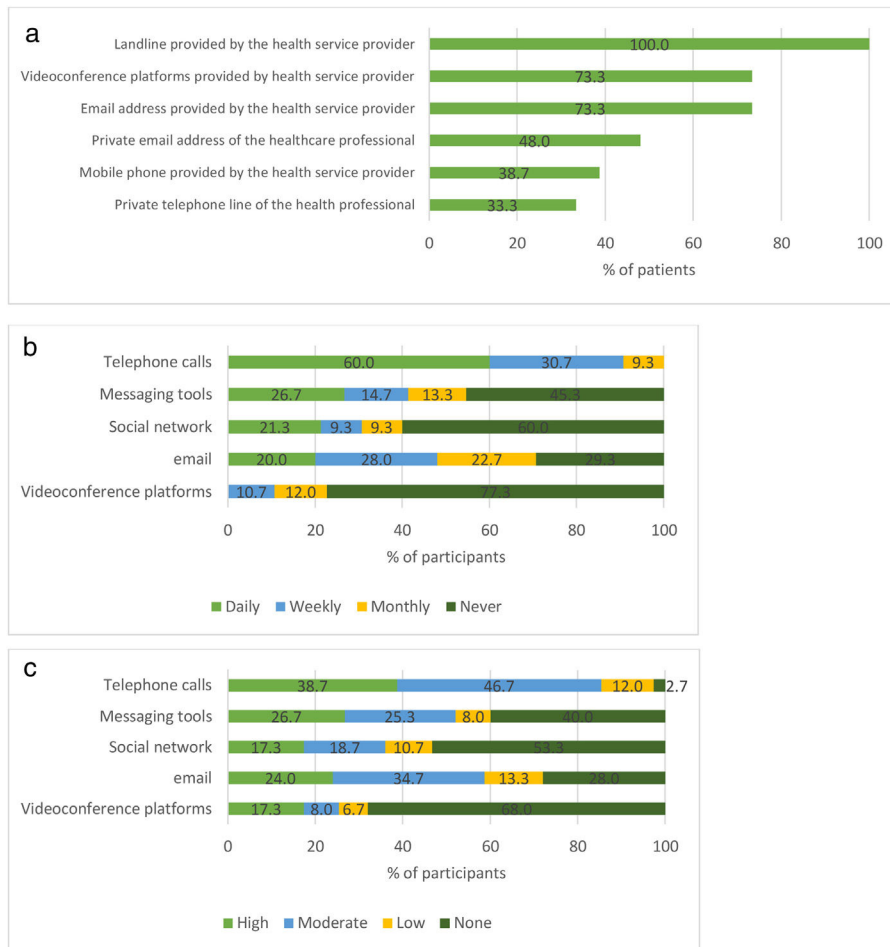 a
Landline provided by the health service provider 100.0
Videoconference platforms provided by health service provider 73.3
Email address provided by the health service provider 73.3
Private email address of the healthcare professional 48.0
Mobile phone provided by the health service provider 38.7
Private telephone line of the health professional 33.3
0 20 40 60 80 100
% of patients
b
Telephone calls 60.0 30.7 9.3
Messaging tools 26.7 14.7 13.3 45.3
Social network 21.3 9.3 9.3 60.0
email 20.0 28.0 22.7 29.3
Videoconference platforms 10.7 12.0 77.3
0 20 40 60 80 100
% of participants
Daily Weekly Monthly Never
c
Telephone calls 38.7 46.7 12.0 2.7
Messaging tools 26.7 25.3 8.0 40.0
Social network 17.3 18.7 10.7 53.3
email 24.0 34.7 13.3 28.0
Videoconference platforms 17.3 8.0 6.7 68.0
0 20 40 60 80 100
% of participants
High Moderate Low None